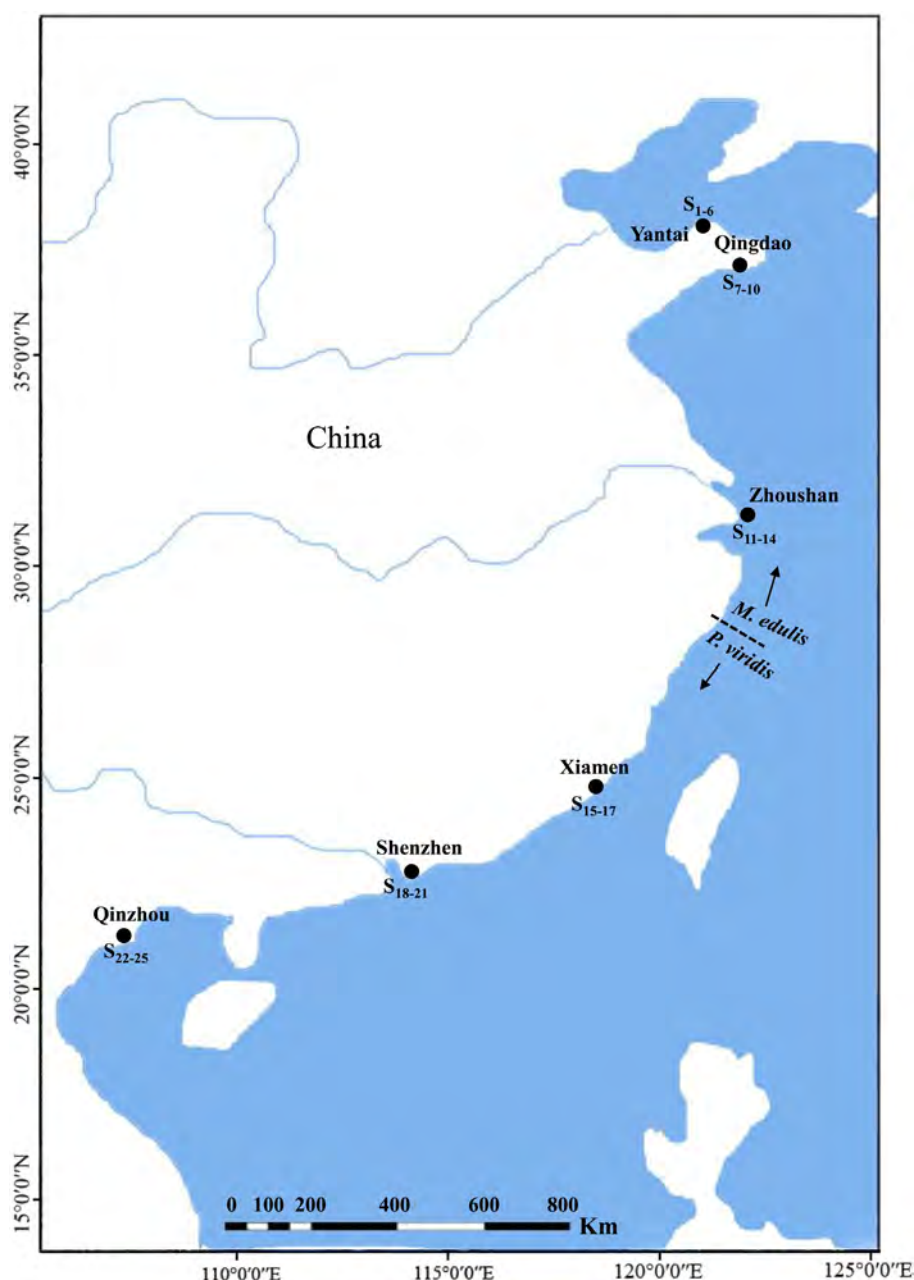 40°0'0"N
S1-6
Yantai
Qingdao
S7-10
35°0'0"N
China
Zhoushan
S11-14
30°0'0"N
M. edulis
P. viridis
25°0'0"N
Xiamen
S15-17
Shenzhen
S18-21
Qinzhou
S22-25
20°0'0"N
15°0'0"N
0 100 200 400 600 800
Km
110°0'0"E 115°0'0"E 120°0'0"E 125°0'0"E